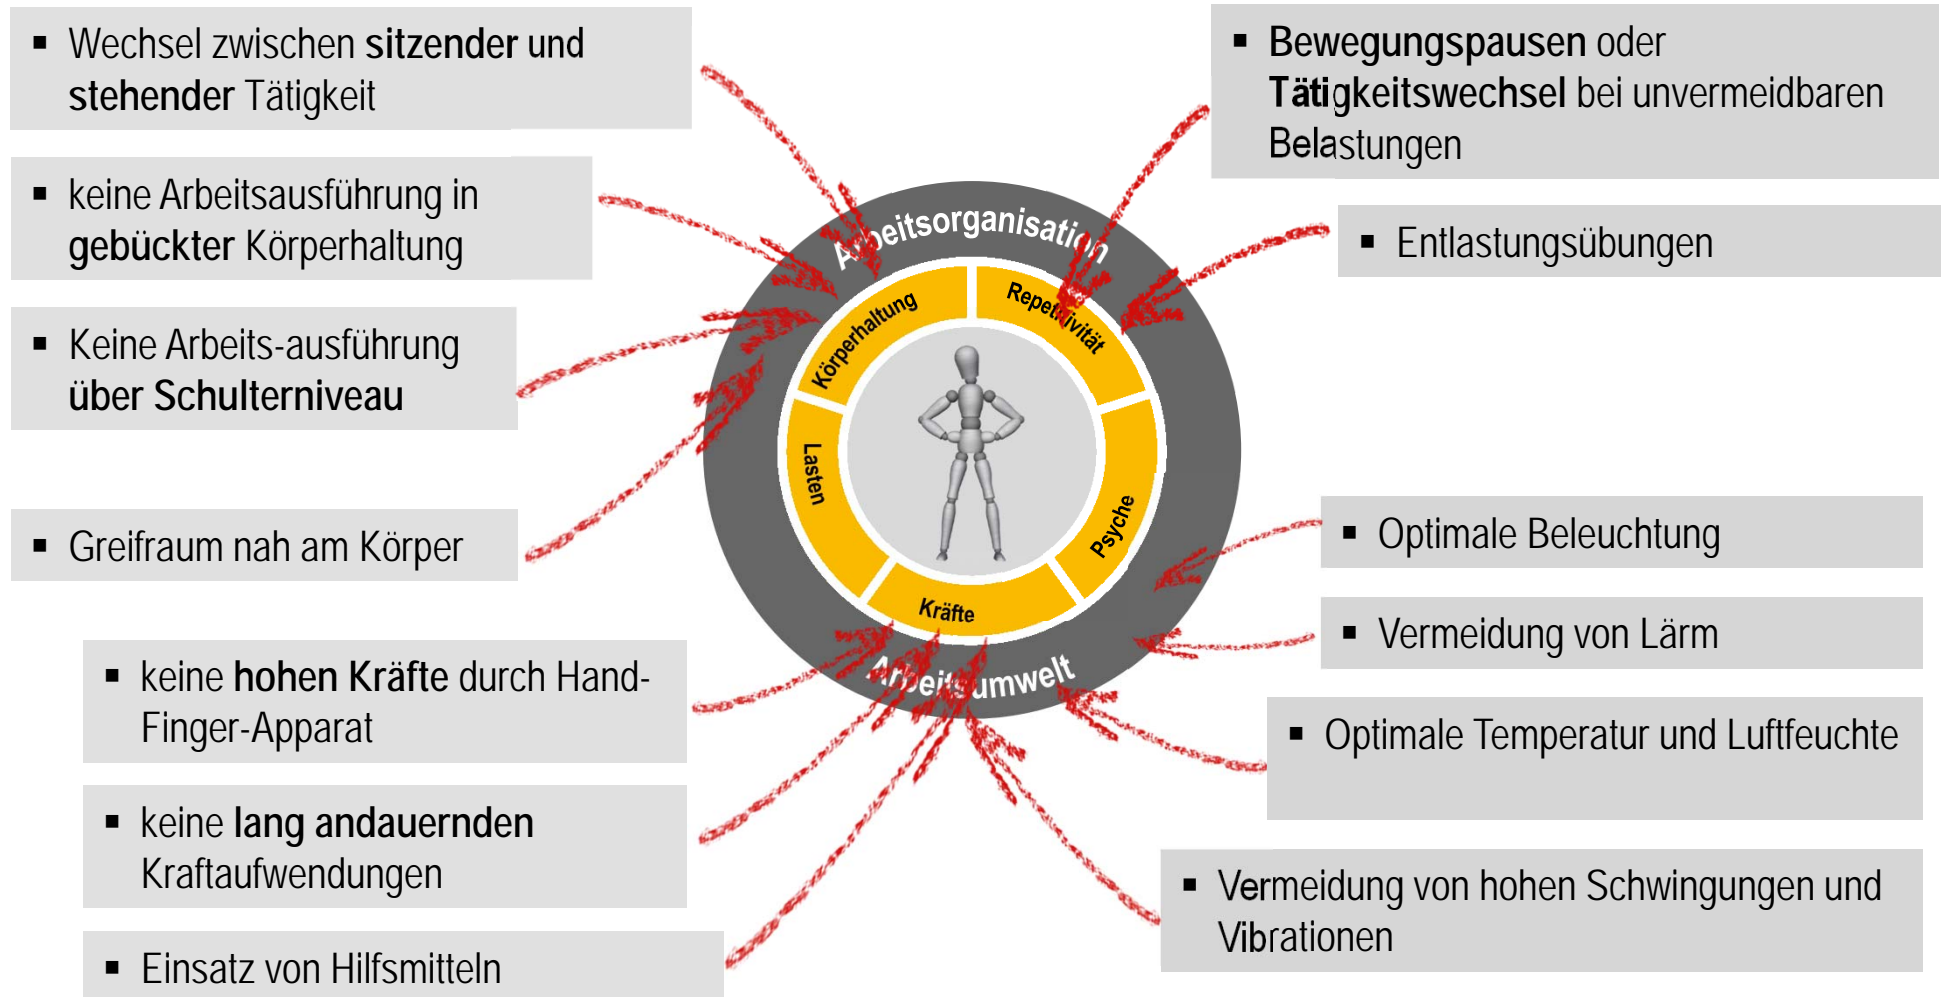 ▪ Wechsel zwischen sitzender und
stehender Tätigkeit
▪ keine Arbeitsausführung in
gebückter Körperhaltung
▪ Keine Arbeits-ausführung
über Schulterniveau
▪ Greifraum nah am Körper
▪ keine hohen Kräfte durch Hand-
Finger-Apparat
▪ keine lang andauernden
Kraftaufwendungen
▪ Einsatz von Hilfsmitteln
Arbeitsorganisation
Körperhaltung
Repetitivität
Lasten
Psyche
Kräfte
Arbeitsumwelt
▪ Bewegungspausen oder
Tätigkeitswechsel bei unvermeidbaren
Belastungen
▪ Entlastungsübungen
▪ Optimale Beleuchtung
▪ Vermeidung von Lärm
▪ Optimale Temperatur und Luftfeuchte
▪ Vermeidung von hohen Schwingungen und
Vibrationen